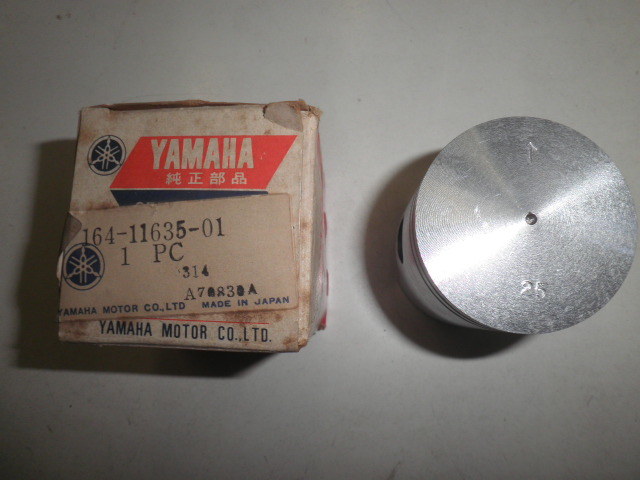 YAMAHA
純正部品
164-11635-01
1 PC
314
YAMAHA MOTOR CO.,LTD MADE IN JAPAN
YAMAHA MOTOR CO.,LTD.
25